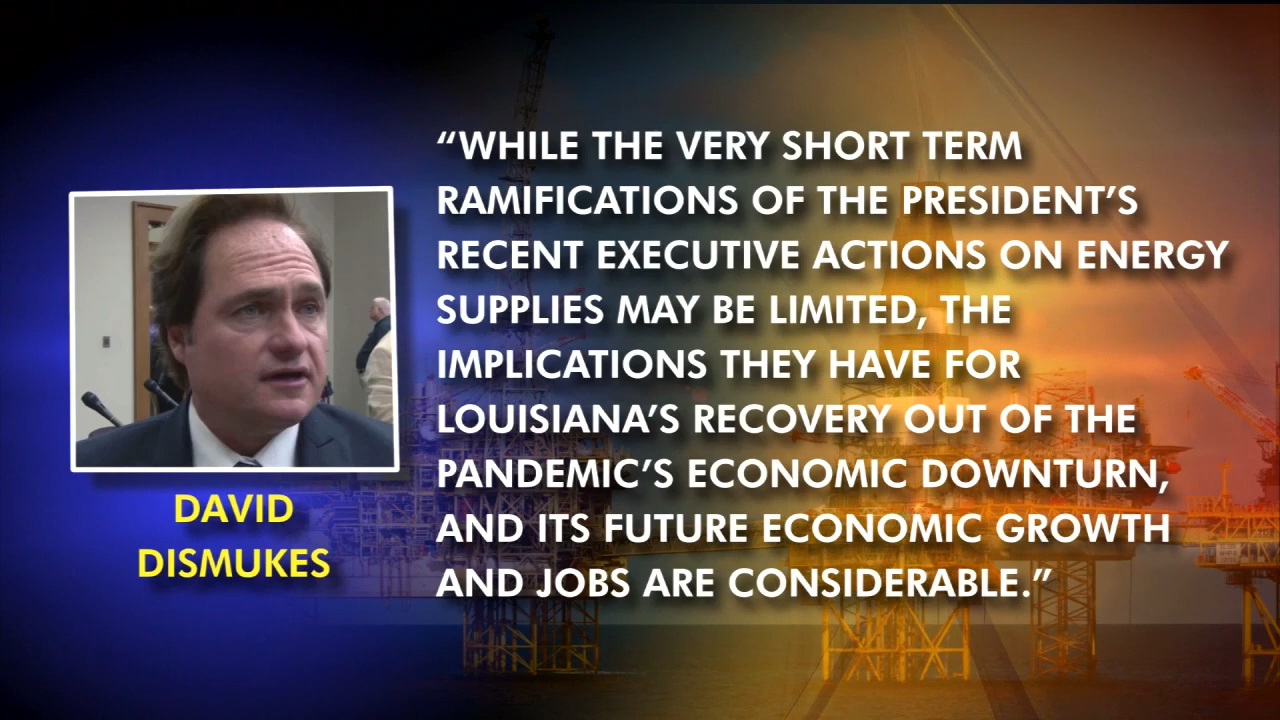 DAVID
DISMUKES
“WHILE THE VERY SHORT TERM
RAMIFICATIONS OF THE PRESIDENT’S
RECENT EXECUTIVE ACTIONS ON ENERGY
SUPPLIES MAY BE LIMITED, THE
IMPLICATIONS THEY HAVE FOR
LOUISIANA’S RECOVERY OUT OF THE
PANDEMIC’S ECONOMIC DOWNTURN,
AND ITS FUTURE ECONOMIC GROWTH
AND JOBS ARE CONSIDERABLE.”